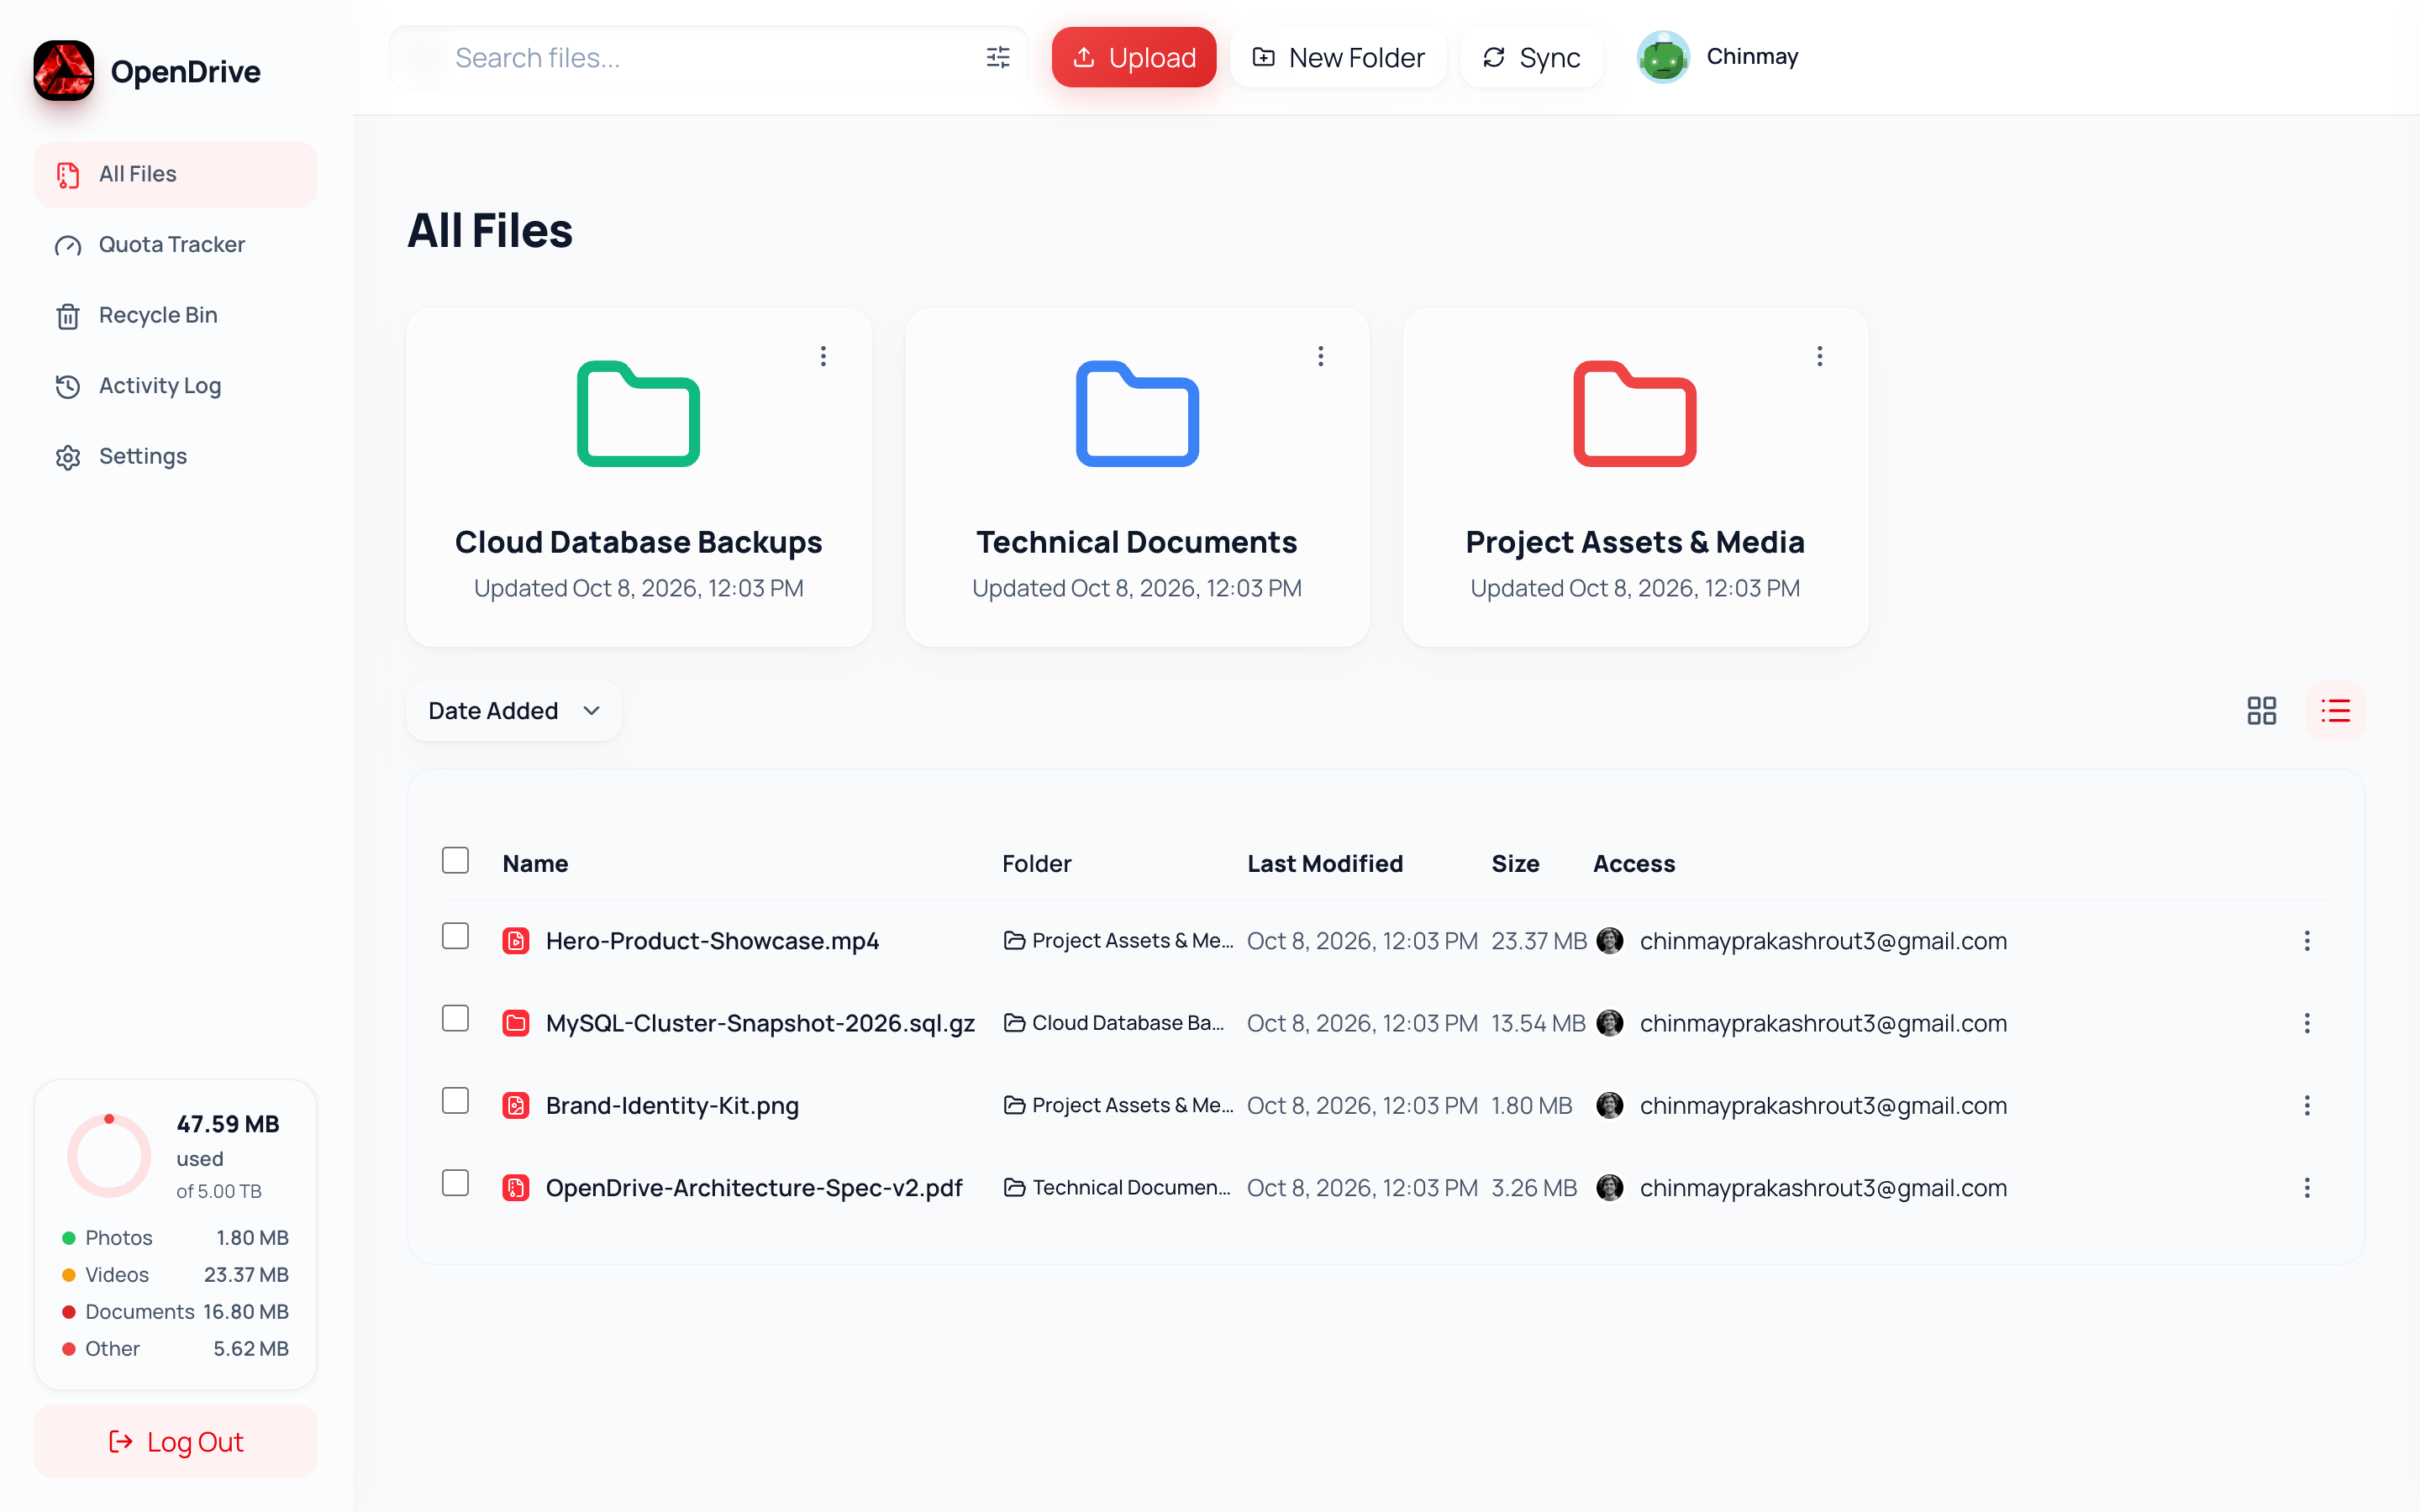 OpenDrive
Search files...
Upload
New Folder
Sync
Chinmay
All Files
Quota Tracker
Recycle Bin
Activity Log
Settings
All Files
Cloud Database Backups
Updated Oct 8, 2026, 12:03 PM
Technical Documents
Updated Oct 8, 2026, 12:03 PM
Project Assets & Media
Updated Oct 8, 2026, 12:03 PM
Date Added
Name Folder Last Modified Size Access
Hero-Product-Showcase.mp4 Project Assets & Me... Oct 8, 2026, 12:03 PM 23.37 MB chinmayprakashrout3@gmail.com
MySQL-Cluster-Snapshot-2026.sql.gz Cloud Database Ba... Oct 8, 2026, 12:03 PM 13.54 MB chinmayprakashrout3@gmail.com
Brand-Identity-Kit.png Project Assets & Me... Oct 8, 2026, 12:03 PM 1.80 MB chinmayprakashrout3@gmail.com
OpenDrive-Architecture-Spec-v2.pdf Technical Documen... Oct 8, 2026, 12:03 PM 3.26 MB chinmayprakashrout3@gmail.com
47.59 MB
used
of 5.00 TB
Photos 1.80 MB
Videos 23.37 MB
Documents 16.80 MB
Other 5.62 MB
Log Out